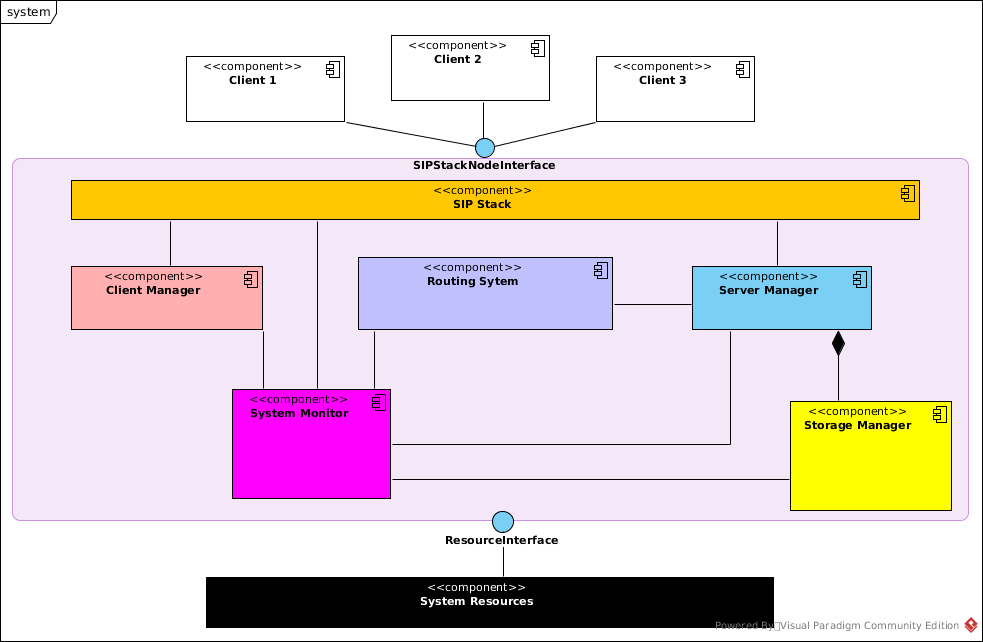 system
<<component>>
Client 1
<<component>>
Client 2
<<component>>
Client 3
SIPStackNodeInterface
<<component>>
SIP Stack
<<component>>
Client Manager
<<component>>
Routing Sytem
<<component>>
Server Manager
<<component>>
System Monitor
<<component>>
Storage Manager
ResourceInterface
<<component>>
System Resources
Powered By Visual Paradigm Community Edition